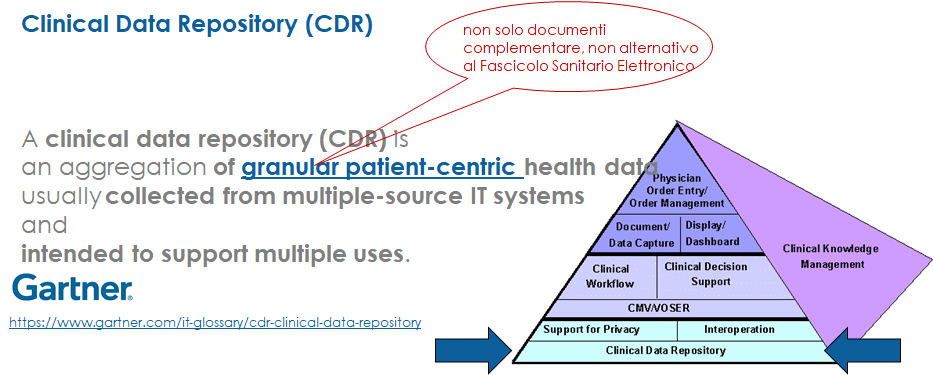 Clinical Data Repository (CDR)
non solo documenti
complementare, non alternativo
al Fascicolo Sanitario Elettronico
A clinical data repository (CDR) is
an aggregation of granular patient-centric health data
usually collected from multiple-source IT systems
and
intended to support multiple uses.
Gartner®
https://www.gartner.com/it-glossary/cdr-clinical-data-repository
Physician
Order Entry/
Order Management
Document/
Data Capture
Display/
Dashboard
Clinical Knowledge
Management
Clinical
Workflow
Clinical Decision
Support
CMV/VOSER
Support for Privacy
Interoperation
Clinical Data Repository